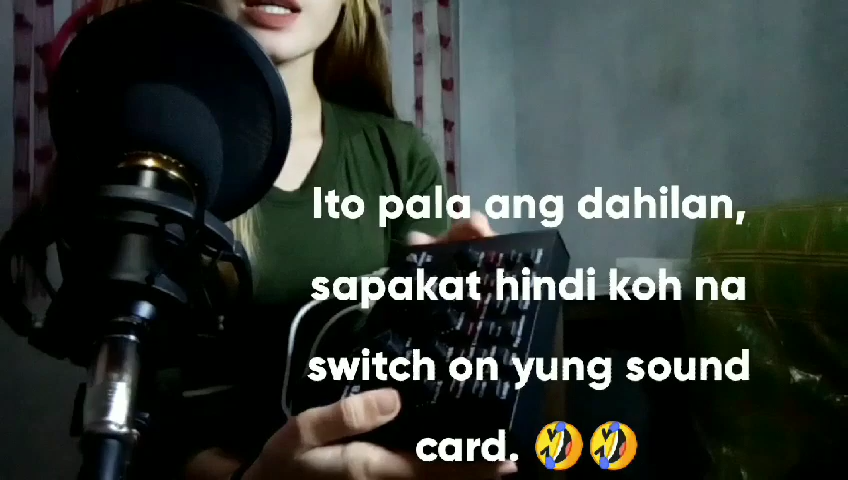 Ito pala ang dahilan,
sapakat hindi koh na
switch on yung sound
card. 🤣🤣